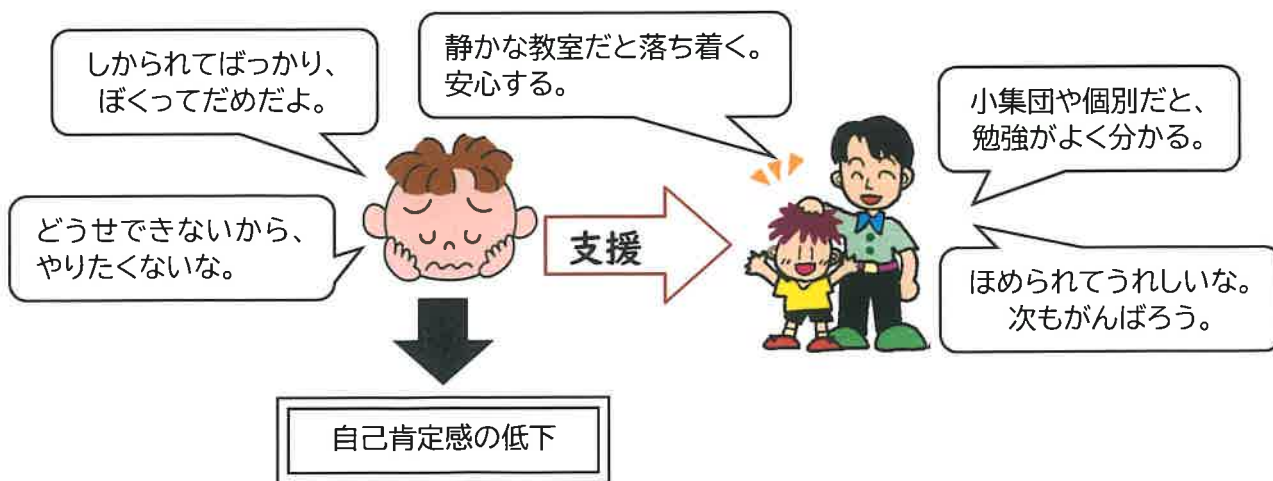 しかられてばっかり、
ぼくってだめだよ。
静かな教室だと落ち着く。
安心する。
小集団や個別だと、
勉強がよく分かる。
どうせできないから、
やりたくないな。
支援
ほめられてうれしいな。
次もがんばろう。
自己肯定感の低下